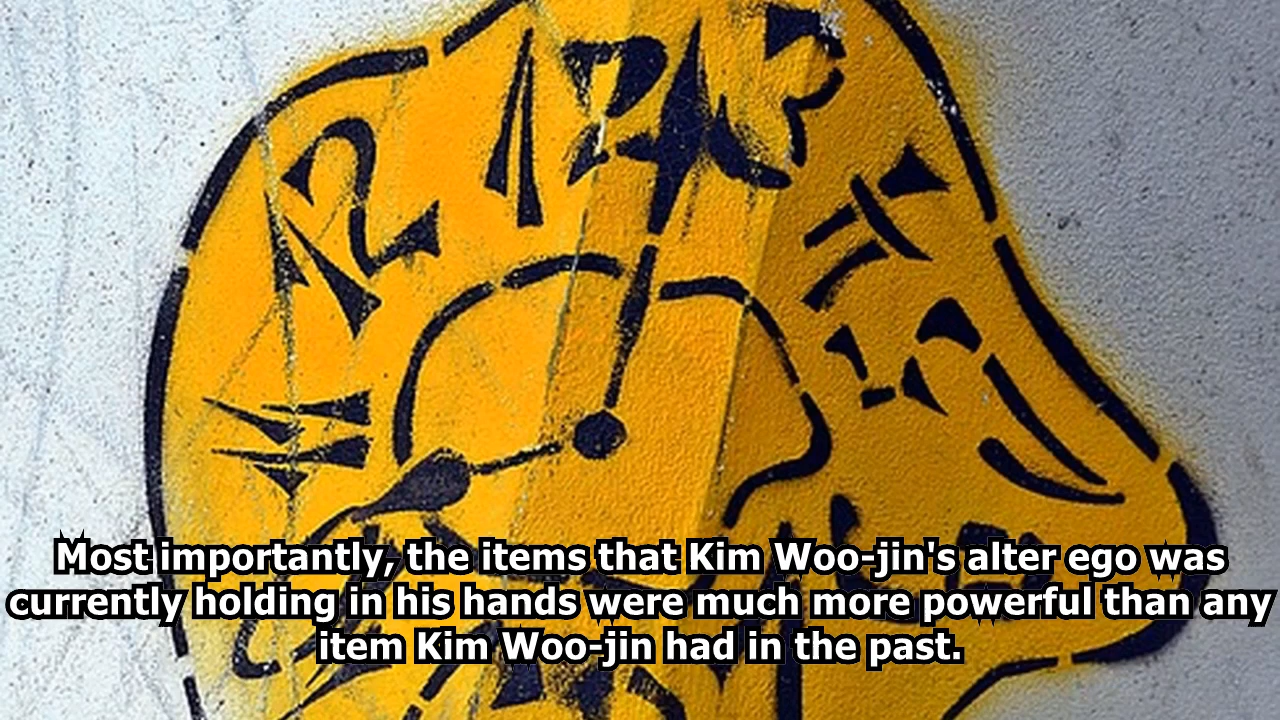 Most importantly, the items that Kim Woo-jin's alter ego was
currently holding in his hands were much more powerful than any
item Kim Woo-jin had in the past.